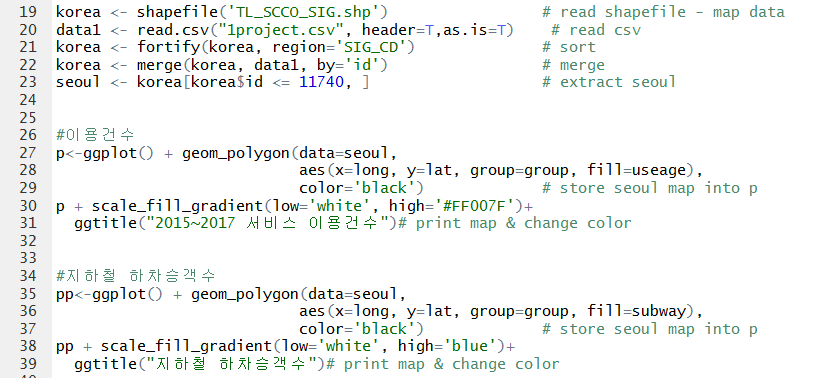 19 korea <- shapefile('TL_SCCO_SIG.shp') # read shapefile - map data
20 data1 <- read.csv("1project.csv", header=T,as.is=T) # read csv
21 korea <- fortify(korea, region='SIG_CD') # sort
22 korea <- merge(korea, data1, by='id') # merge
23 seoul <- korea[korea$id <= 11740, ] # extract seoul
24
25
26 #이용건수
27 p<-ggplot() + geom_polygon(data=seoul,
28 aes(x=long, y=lat, group=group, fill=useage),
29 color='black') # store seoul map into p
30 p + scale_fill_gradient(low='white', high='#FF007F')+
31 ggtitle("2015~2017 서비스 이용건수")# print map & change color
32
33
34 #지하철 하차승객수
35 pp<-ggplot() + geom_polygon(data=seoul,
36 aes(x=long, y=lat, group=group, fill=subway),
37 color='black') # store seoul map into p
38 pp + scale_fill_gradient(low='white', high='blue')+
39 ggtitle("지하철 하차승객수")# print map & change color